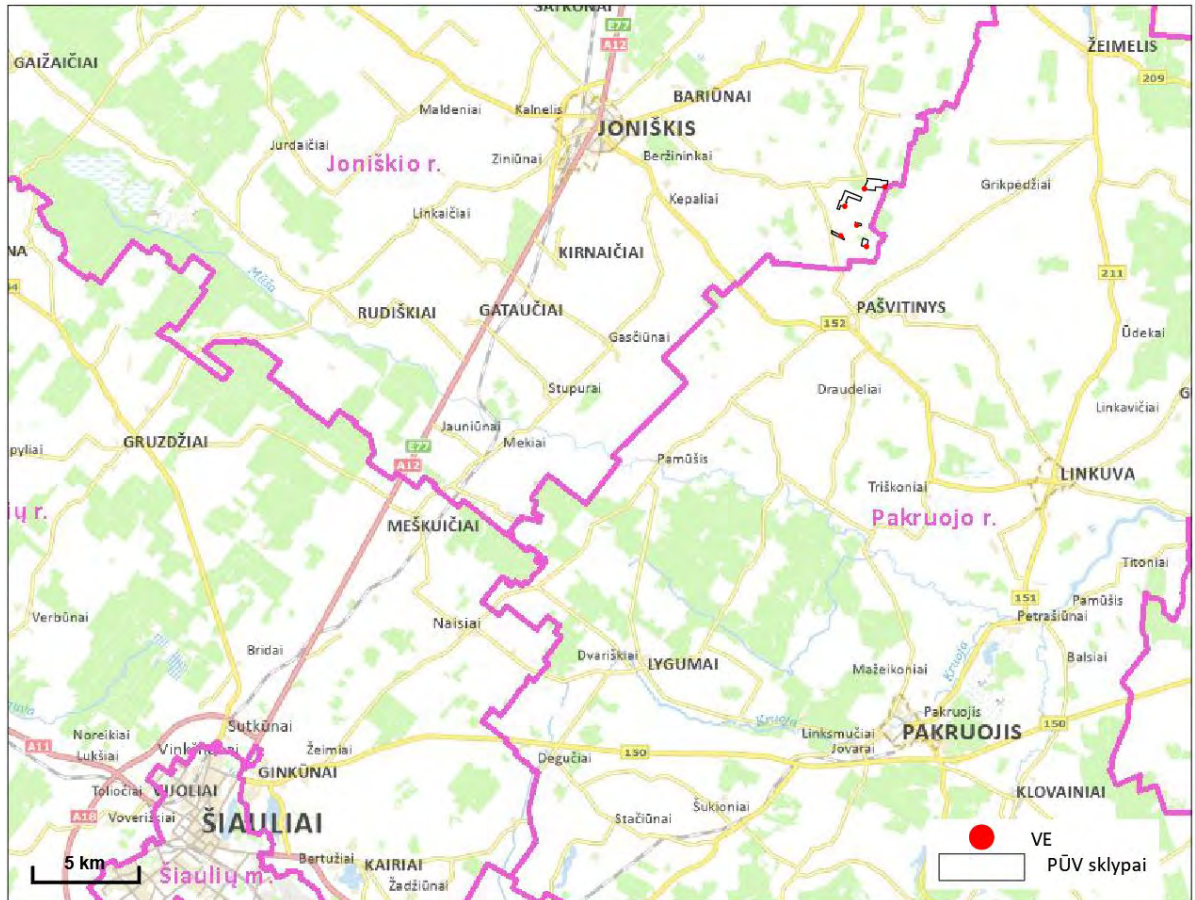 SATKŪNAI
E77
A12
ŽEIMELIS
GAIŽAIČIAI
209
BARIŪNAI
Maldeniai
Kalnelis
JONIŠKIS
Jurdaičiai
Joniškio r.
Ziniūnai
Beržininkai
Grikpėdžiai
Kepaliai
Linkaičiai
NA
KIRNAIČIAI
211
Mūša
RUDIŠKIAI
GATAUČIAI
PAŠVITINYS
152
Gasčiūnai
Ūdekai
Stupurai
Draudeliai
Linkavičiai
Jauniūnai
GRUZDŽIAI
Mekiai
pyliai
E77
A12
Pamūšis
LINKUVA
Triškoniai
ių r.
MEŠKUIČIAI
Pakruojo r.
Titoniai
151
Pamūšis
Verbūnai
Naisiai
Petrašiūnai
Bridai
Dvariškiai
LYGUMAI
Kruoja
Balsiai
Mažeikoniai
Sutkūnai
Pakruojis
Kruoja
150
Noreikiai
Linksmučiai
PAKRUOJIS
A11
Lukšiai
Žeimiai
Jovarai
150
Degučiai
GINKŪNAI
Toliočiai
VIJOLIAI
KLOVAINIAI
Šukioniai
Voveriškiai
A18
ŠIAULIAI
Stačiūnai
VE
5 km
Bertužiai
KAIRIAI
PŪV sklypai
Šiaulių m.
Žadžiūnai